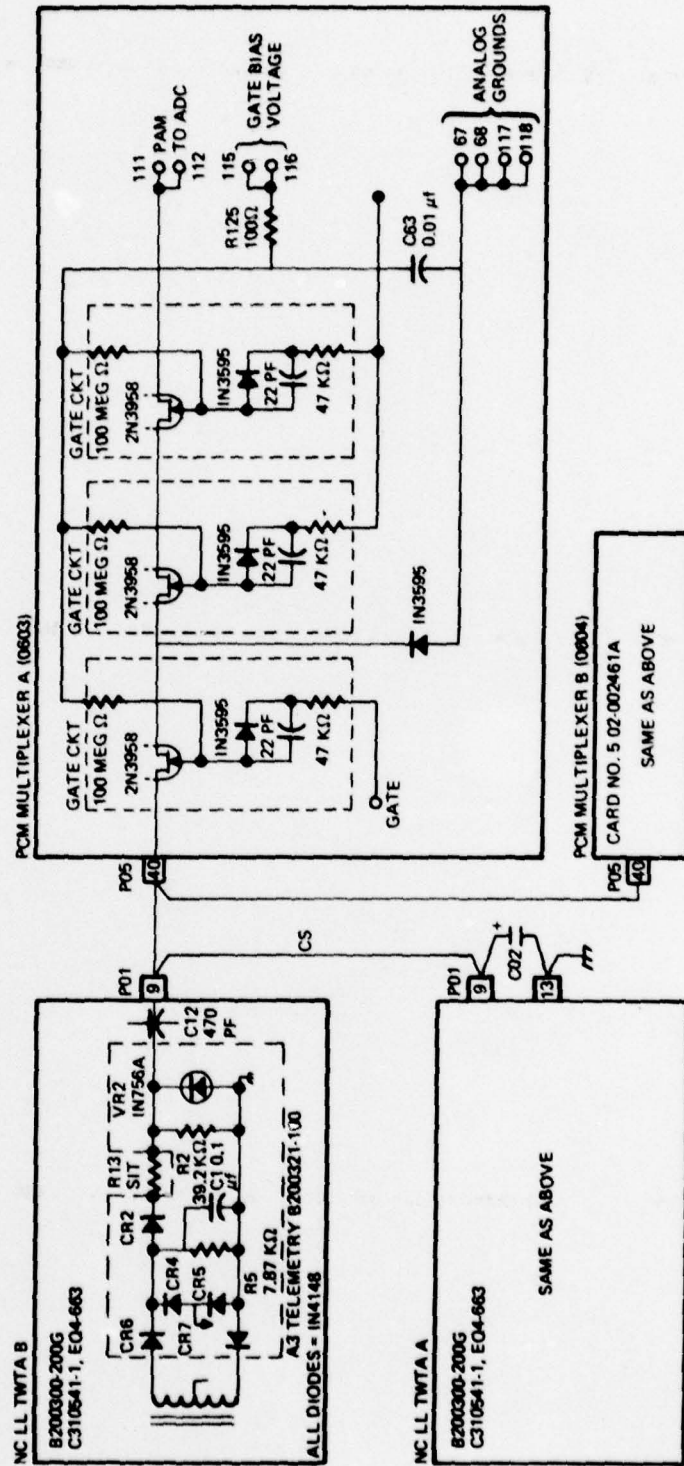 NC LL TWTA B
B200300-200G
C310541-1, EO4-663
CR6
CR4
CR7
CR5
CR2
R13
SIT
VR2
IN756A
R2
39.2 KΩ
C1 0.1
µf
R5
7.87 KΩ
A3 TELEMETRY B200321-100
ALL DIODES = IN4148
C12
470
PF
P01
9
CS
NC LL TWTA A
B200300-200G
C310541-1, EO4-663
SAME AS ABOVE
P01
9
C02
+
13
PCM MULTIPLEXER A (0603)
P05
40
GATE CKT
100 MEG Ω
2N3958
IN3595
22 PF
47 KΩ
GATE
GATE CKT
100 MEG Ω
2N3958
IN3595
22 PF
47 KΩ
IN3595
GATE CKT
100 MEG Ω
2N3958
IN3595
22 PF
47 KΩ
111
PAM
TO ADC
112
R125
100Ω
115
116
GATE BIAS
VOLTAGE
C63
0.01 µf
67
68
117
118
ANALOG
GROUNDS
PCM MULTIPLEXER B (0604)
P05
40
CARD NO. 5 02-002461A
SAME AS ABOVE